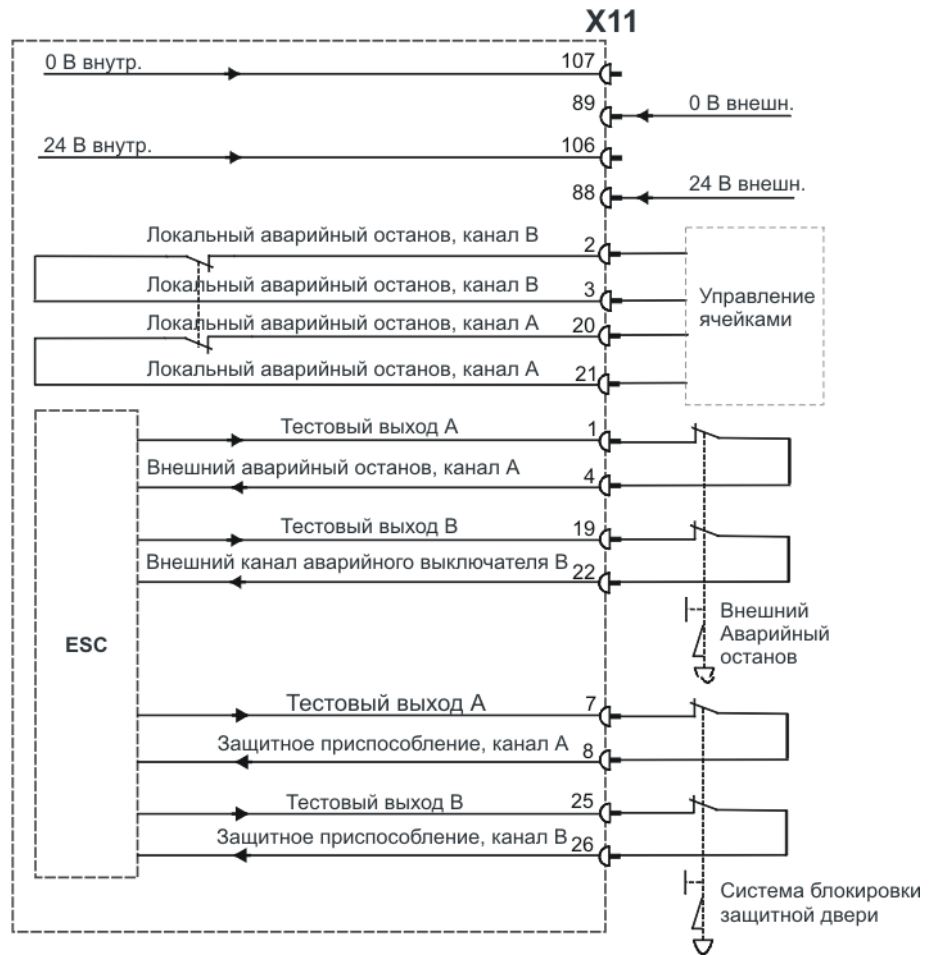 X11
0 В внутр.
107
89
0 В внешн.
24 В внутр.
106
88
24 В внешн.
Локальный аварийный останов, канал В
2
Локальный аварийный останов, канал В
3
Управление
ячейками
Локальный аварийный останов, канал А
20
Локальный аварийный останов, канал А
21
Тестовый выход А
1
Внешний аварийный останов, канал А
4
Тестовый выход В
19
Внешний канал аварийного выключателя В
22
Внешний
Аварийный
останов
ESC
Тестовый выход А
7
Защитное приспособление, канал А
8
Тестовый выход В
25
Защитное приспособление, канал В
26
Система блокировки
защитной двери